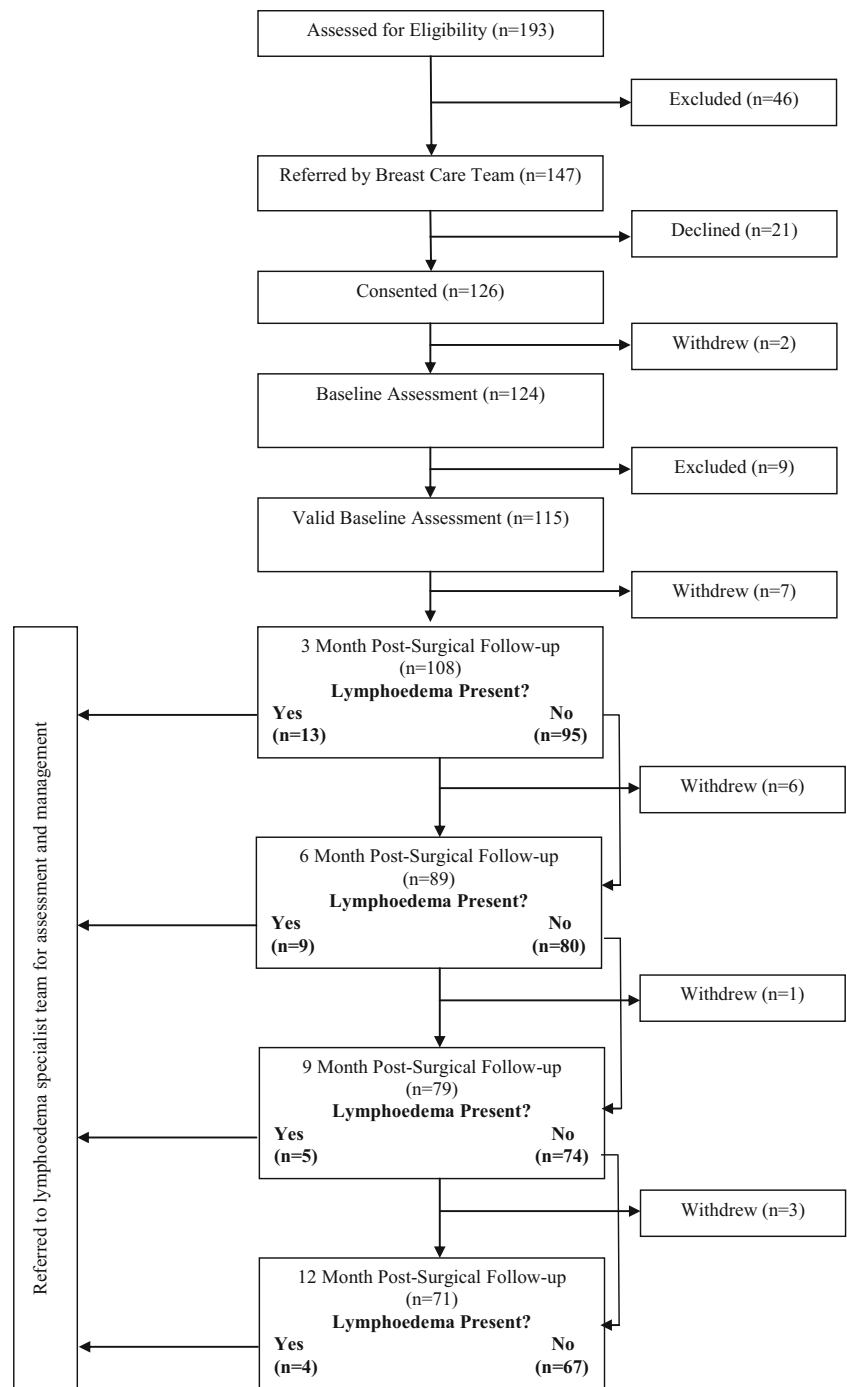 Assessed for Eligibility (n=193)
Excluded (n=46)
Referred by Breast Care Team (n=147)
Declined (n=21)
Consented (n=126)
Withdrew (n=2)
Baseline Assessment (n=124)
Excluded (n=9)
Valid Baseline Assessment (n=115)
Withdrew (n=7)
Referred to lymphoedema specialist team for assessment and management
3 Month Post-Surgical Follow-up
(n=108)
Lymphoedema Present?
Yes No
(n=13) (n=95)
Withdrew (n=6)
6 Month Post-Surgical Follow-up
(n=89)
Lymphoedema Present?
Yes No
(n=9) (n=80)
Withdrew (n=1)
9 Month Post-Surgical Follow-up
(n=79)
Lymphoedema Present?
Yes No
(n=5) (n=74)
Withdrew (n=3)
12 Month Post-Surgical Follow-up
(n=71)
Lymphoedema Present?
Yes No
(n=4) (n=67)